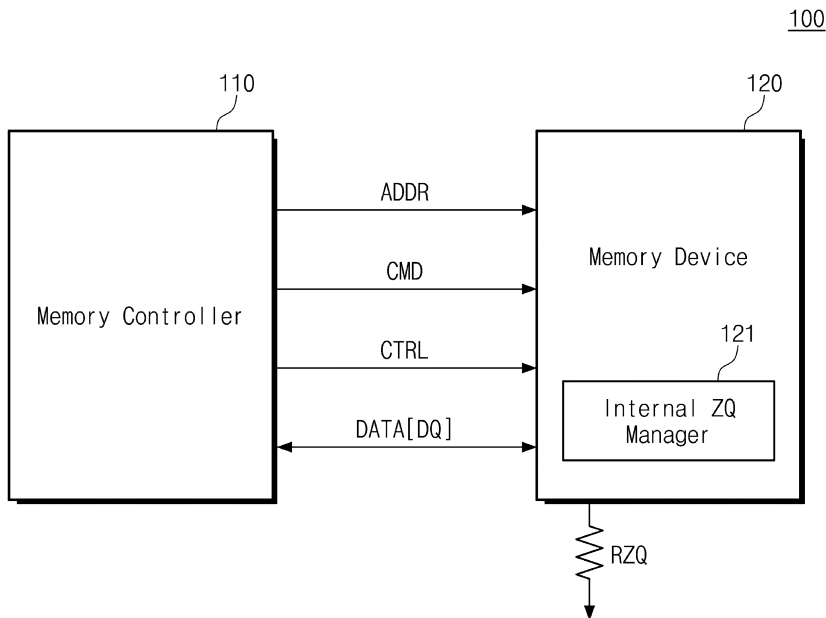 100
110
120
ADDR
Memory Device
CMD
Memory Controller
CTRL
121
Internal ZQ
Manager
DATA[DQ]
RZQ